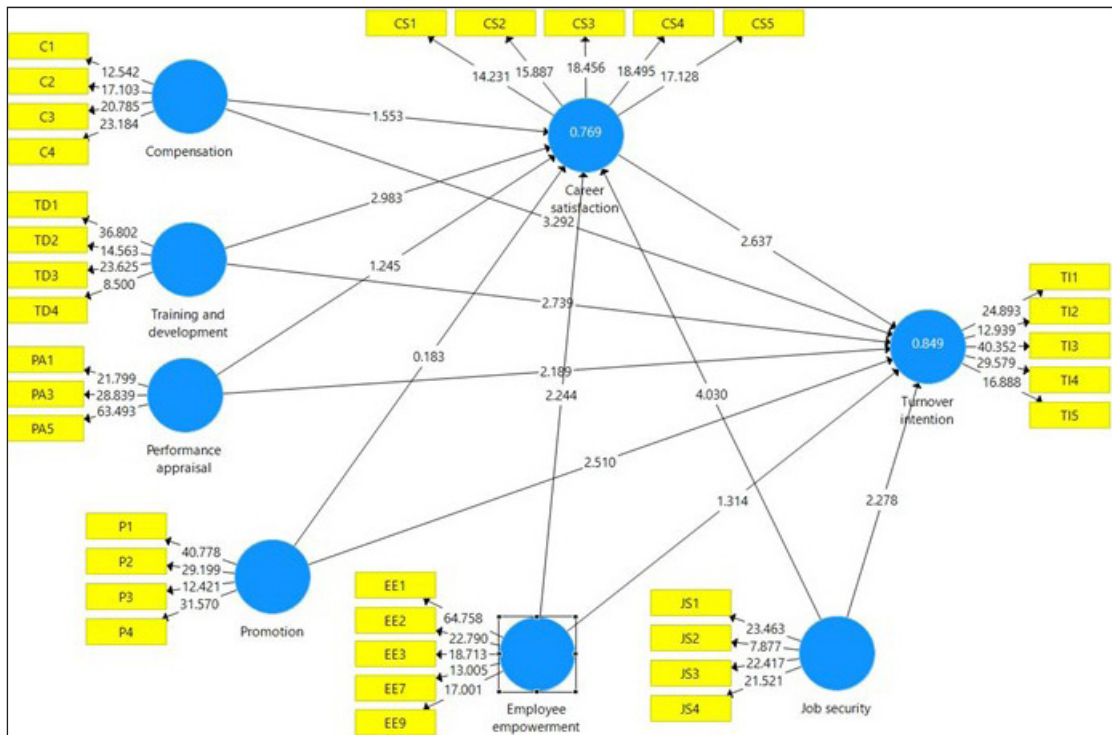 CS1
CS2
CS3
CS4
CS5
14.231
15.887
18.456
18.495
17.128
0.769
Career
satisfaction
C1
C2
C3
C4
12.542
17.103
20.785
23.184
Compensation
1.553
3.292
TD1
TD2
TD3
TD4
36.802
14.563
23.625
8.500
Training and
development
2.983
2.739
PA1
PA3
PA5
21.799
28.839
63.493
Performance
appraisal
1.245
2.189
P1
P2
P3
P4
40.778
29.199
12.421
31.570
Promotion
0.183
2.510
EE1
EE2
EE3
EE7
EE9
64.758
22.790
18.713
13.005
17.001
Employee
empowerment
2.244
1.314
JS1
JS2
JS3
JS4
23.463
7.877
22.417
21.521
Job security
4.030
2.278
2.637
0.849
Turnover
intention
24.893
12.939
40.352
29.579
16.888
TI1
TI2
TI3
TI4
TI5